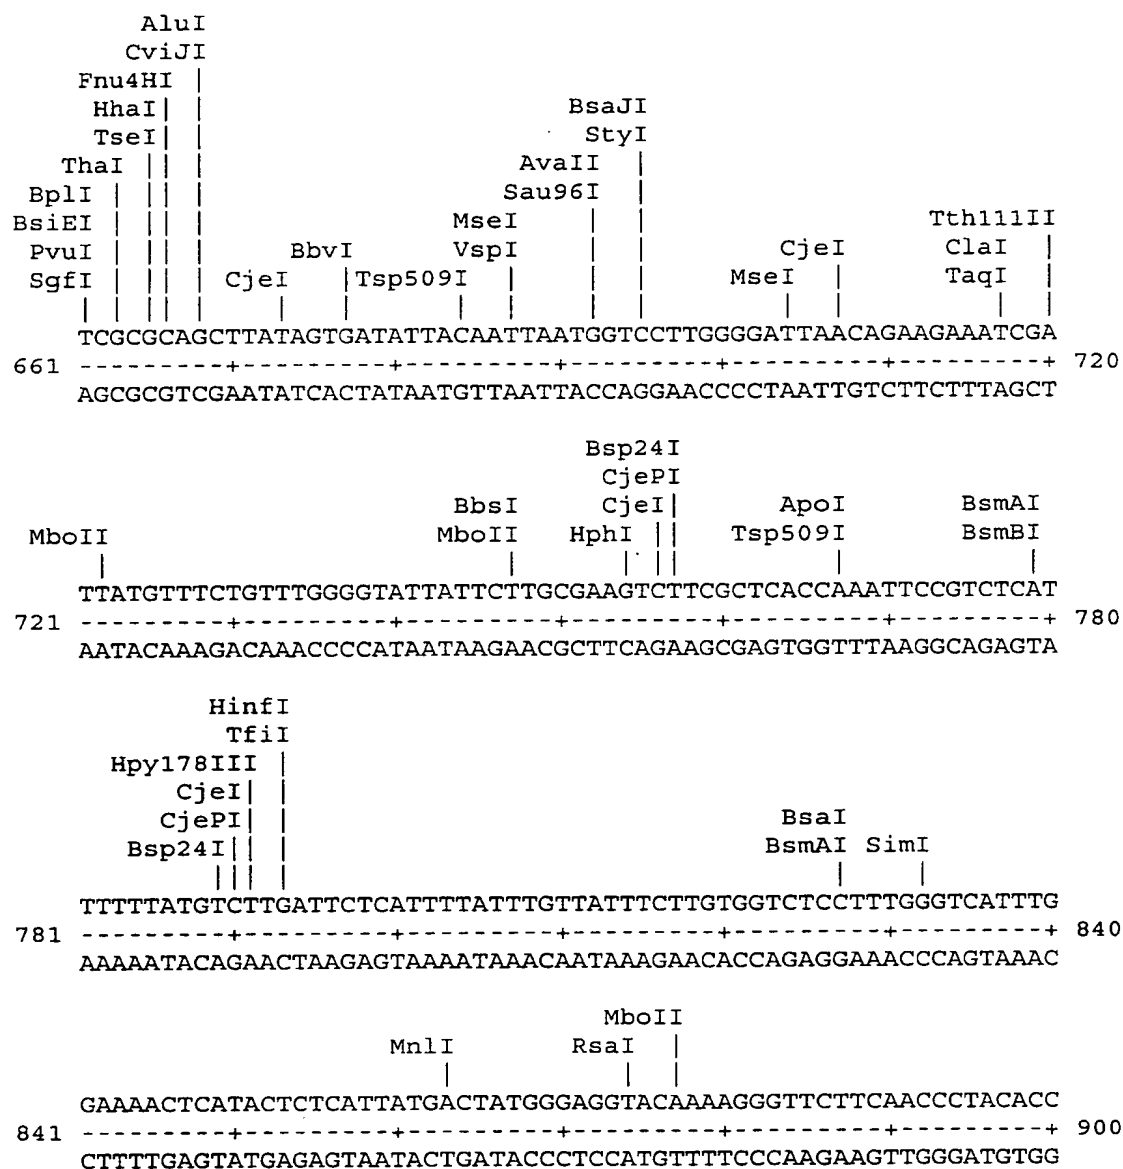 AluI
CviJI
Fnu4HI |
HhaI| |
BsaJI
TseI| |
StyI
ThaI || |
AvaII |
BplI | || |
Sau96I |
BsiEI | || |
MseI | |
Tth111II
PvuI | || |
BbvI
VspI | |
CjeI
ClaI |
SgfI | || |
CjeI |
Tsp509I | | |
MseI |
TaqI |
| | || | | | | | | | | | | |
TCGCGCAGCTTATAGTGATATTACAATTAATGGTCCTTGGGGATTAACAGAAGAAATCGA
661 ---------+---------+---------+---------+---------+---------+ 720
AGCGCGTCGAATATCACTATAATGTTAATTACCAGGAACCCCTAATTGTCTTCTTTAGCT
Bsp24I
CjePI
BbsI CjeI| ApoI BsmAI
MboII MboII HphI || Tsp509I BsmBI
| | | || | |
TTATGTTTCTGTTTGGGGTATTATTCTTGCGAAGTCTTCGCTCACCAAATTCCGTCTCAT
721 ---------+---------+---------+---------+---------+---------+ 780
AATACAAAGACAAACCCCATAATAAGAACGCTTCAGAAGCGAGTGGTTTAAGGCAGAGTA
HinfI
TfiI
Hpy178III |
CjeI| |
CjePI| | BsaI
Bsp24I|| | BsmAI SimI
||| | | |
TTTTTATGTCTTGATTCTCATTTTATTTGTTATTTCTTGTGGTCTCCTTTGGGTCATTTG
781 ---------+---------+---------+---------+---------+---------+ 840
AAAAATACAGAACTAAGAGTAAAATAAACAATAAAGAACACCAGAGGAAACCCAGTAAAC
MboII
MnlI RsaI |
| | |
GAAAACTCATACTCTCATTATGACTATGGGAGGTACAAAAGGGTTCTTCAACCCTACACC
841 ---------+---------+---------+---------+---------+---------+ 900
CTTTTGAGTATGAGAGTAATACTGATACCCTCCATGTTTTCCCAAGAAGTTGGGATGTGG